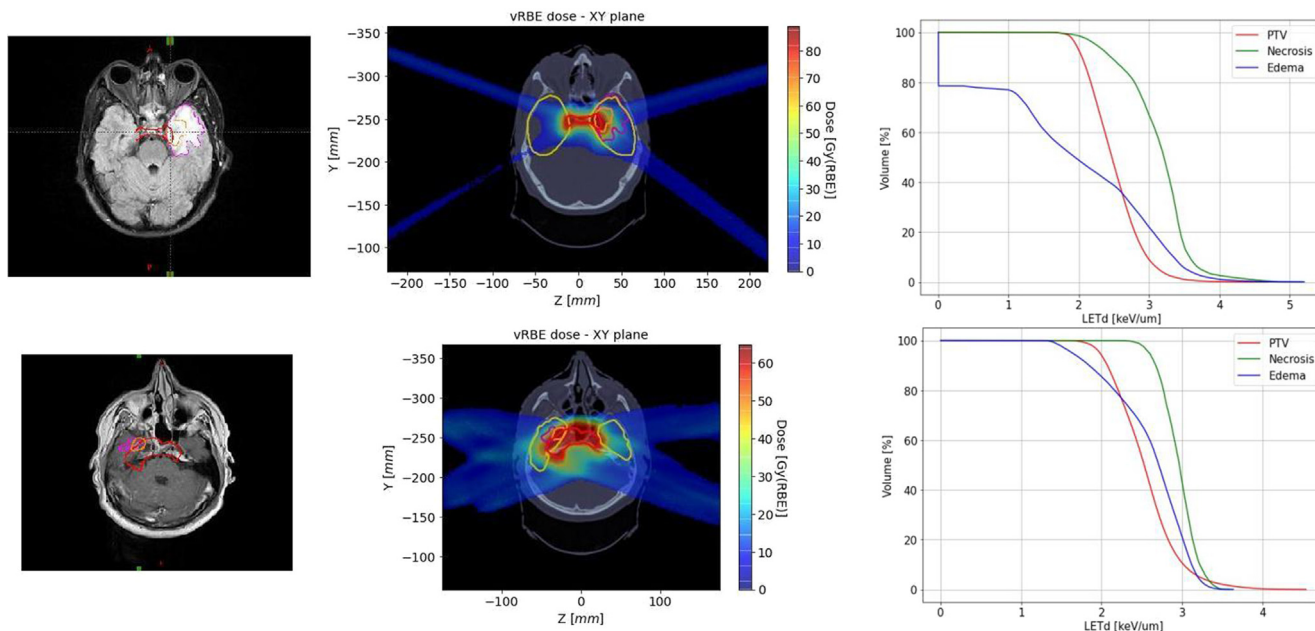 vRBE dose - XY plane
−350
−300
−250
−200
−150
−100
Y [mm]
−200 −150 −100 −50 0 50 100 150 200
Z [mm]
80
70
60
50
40
30
20
10
0
Dose [Gy(RBE)]
100
80
60
40
20
0
Volume [%]
PTV
Necrosis
Edema
0 1 2 3 4 5
LETd [keV/um]
vRBE dose - XY plane
−350
−300
−250
−200
−150
−100
Y [mm]
−100 0 100
Z [mm]
60
50
40
30
20
10
0
Dose [Gy(RBE)]
100
80
60
40
20
0
Volume [%]
PTV
Necrosis
Edema
0 1 2 3 4
LETd [keV/um]